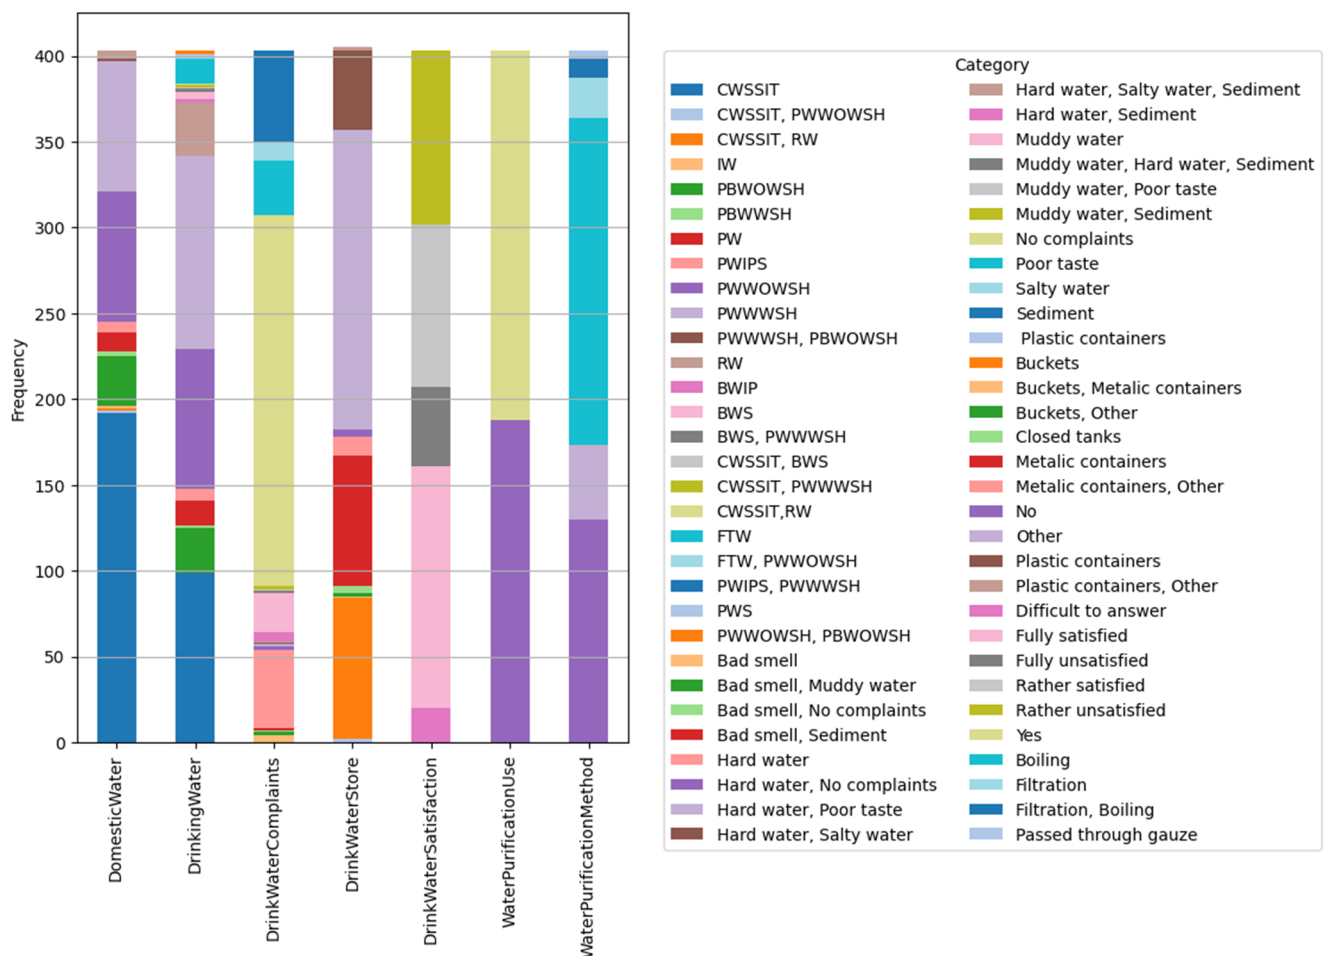 Frequency
400
350
300
250
200
150
100
50
0
DomesticWater
DrinkingWater
DrinkWaterComplaints
DrinkWaterStore
DrinkWaterSatisfaction
WaterPurificationUse
WaterPurificationMethod
Category
CWSSIT
CWSSIT, PWWOWSH
CWSSIT, RW
IW
PBWOWSH
PBWWSH
PW
PWIPS
PWWOWSH
PWWWSH
PWWWSH, PBWOWSH
RW
BWIP
BWS
BWS, PWWWSH
CWSSIT, BWS
CWSSIT, PWWWSH
CWSSIT,RW
FTW
FTW, PWWOWSH
PWIPS, PWWWSH
PWS
PWWOWSH, PBWOWSH
Bad smell
Bad smell, Muddy water
Bad smell, No complaints
Bad smell, Sediment
Hard water
Hard water, No complaints
Hard water, Poor taste
Hard water, Salty water
Hard water, Salty water, Sediment
Hard water, Sediment
Muddy water
Muddy water, Hard water, Sediment
Muddy water, Poor taste
Muddy water, Sediment
No complaints
Poor taste
Salty water
Sediment
Plastic containers
Buckets
Buckets, Metalic containers
Buckets, Other
Closed tanks
Metalic containers
Metalic containers, Other
No
Other
Plastic containers
Plastic containers, Other
Difficult to answer
Fully satisfied
Fully unsatisfied
Rather satisfied
Rather unsatisfied
Yes
Boiling
Filtration
Filtration, Boiling
Passed through gauze